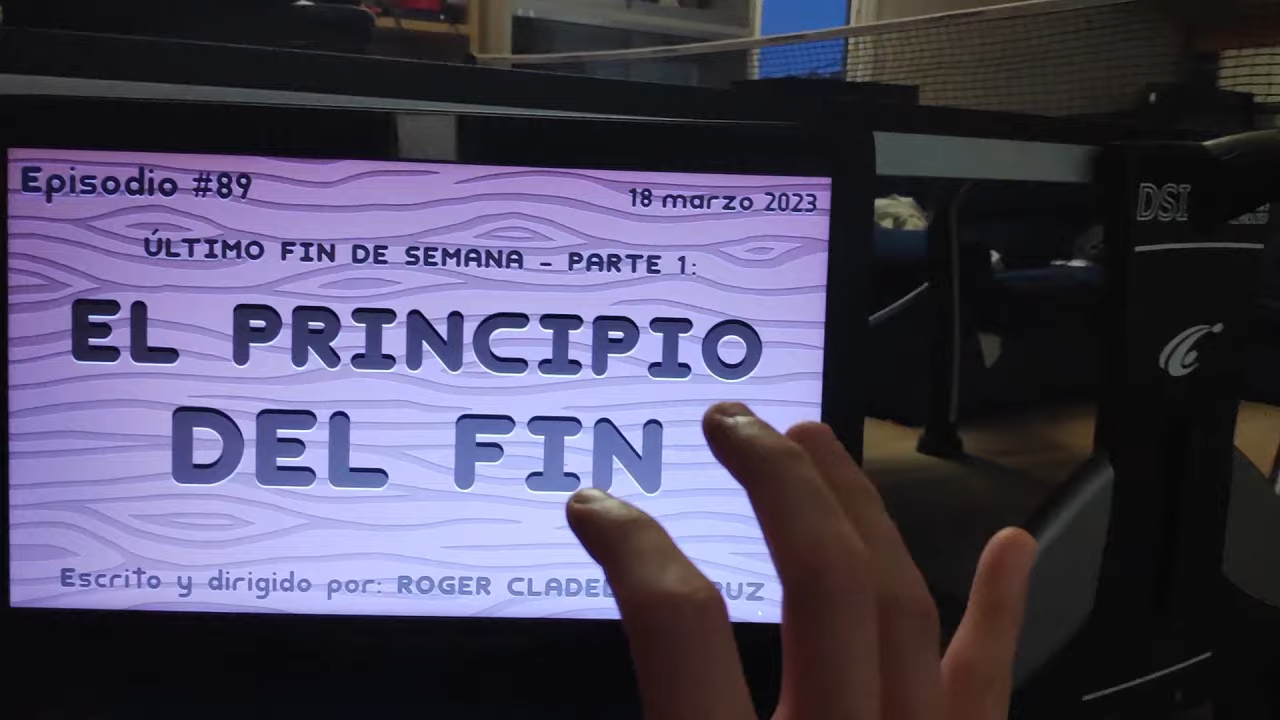 Episodio #89
18 marzo 2023
ÚLTIMO FIN DE SEMANA - PARTE 1:
EL PRINCIPIO
DEL FIN
Escrito y dirigido por: ROGER
DSI